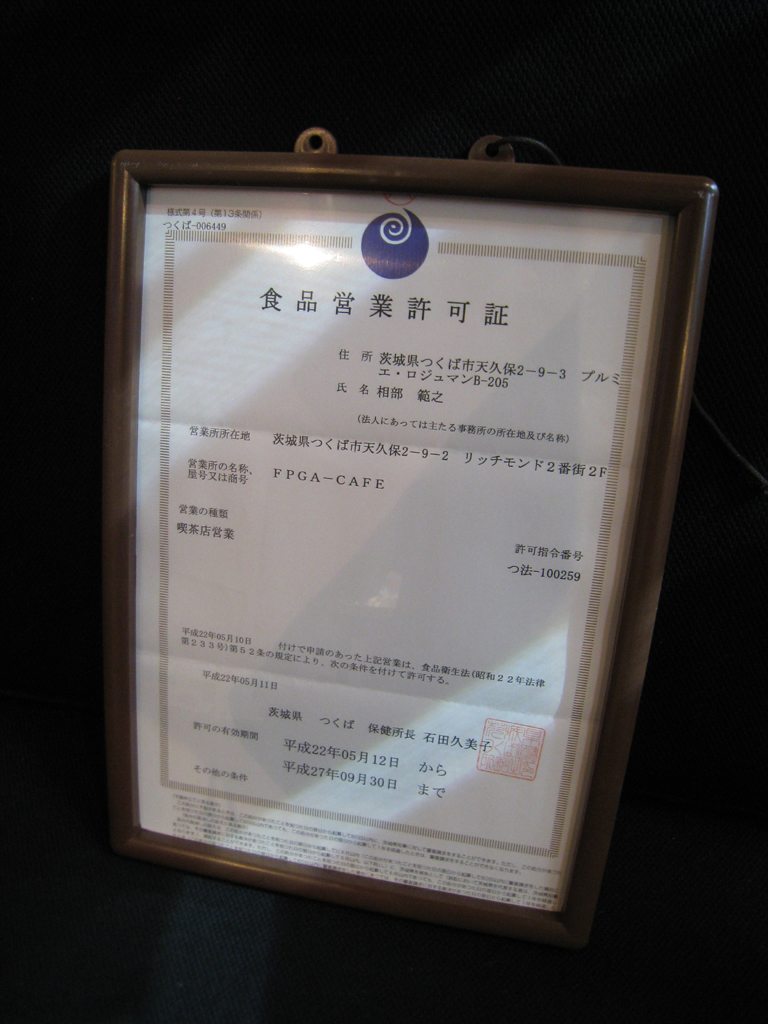 様式第4号(第13条関係)
つくば-006449
食品営業許可証
住所 茨城県つくば市天久保2-9-3 プルミ
エ・ロジュマンB-205
氏名 相部 範之
(法人にあっては主たる事務所の所在地及び名称)
営業所所在地 茨城県つくば市天久保2-9-2 リッチモンド2番街2F
営業所の名称、
屋号又は商号 FPGA-CAFE
営業の種類
喫茶店営業
許可指令番号
つ法-100259
平成22年05月10日 付けで申請のあった上記営業は、食品衛生法(昭和22年法律
第233号)第52条の規定により、次の条件を付けて許可する。
平成22年05月11日
茨城県 つくば 保健所長 石田久美子
許可の有効期間 平成22年05月12日 から
平成27年09月30日 まで
その他の条件